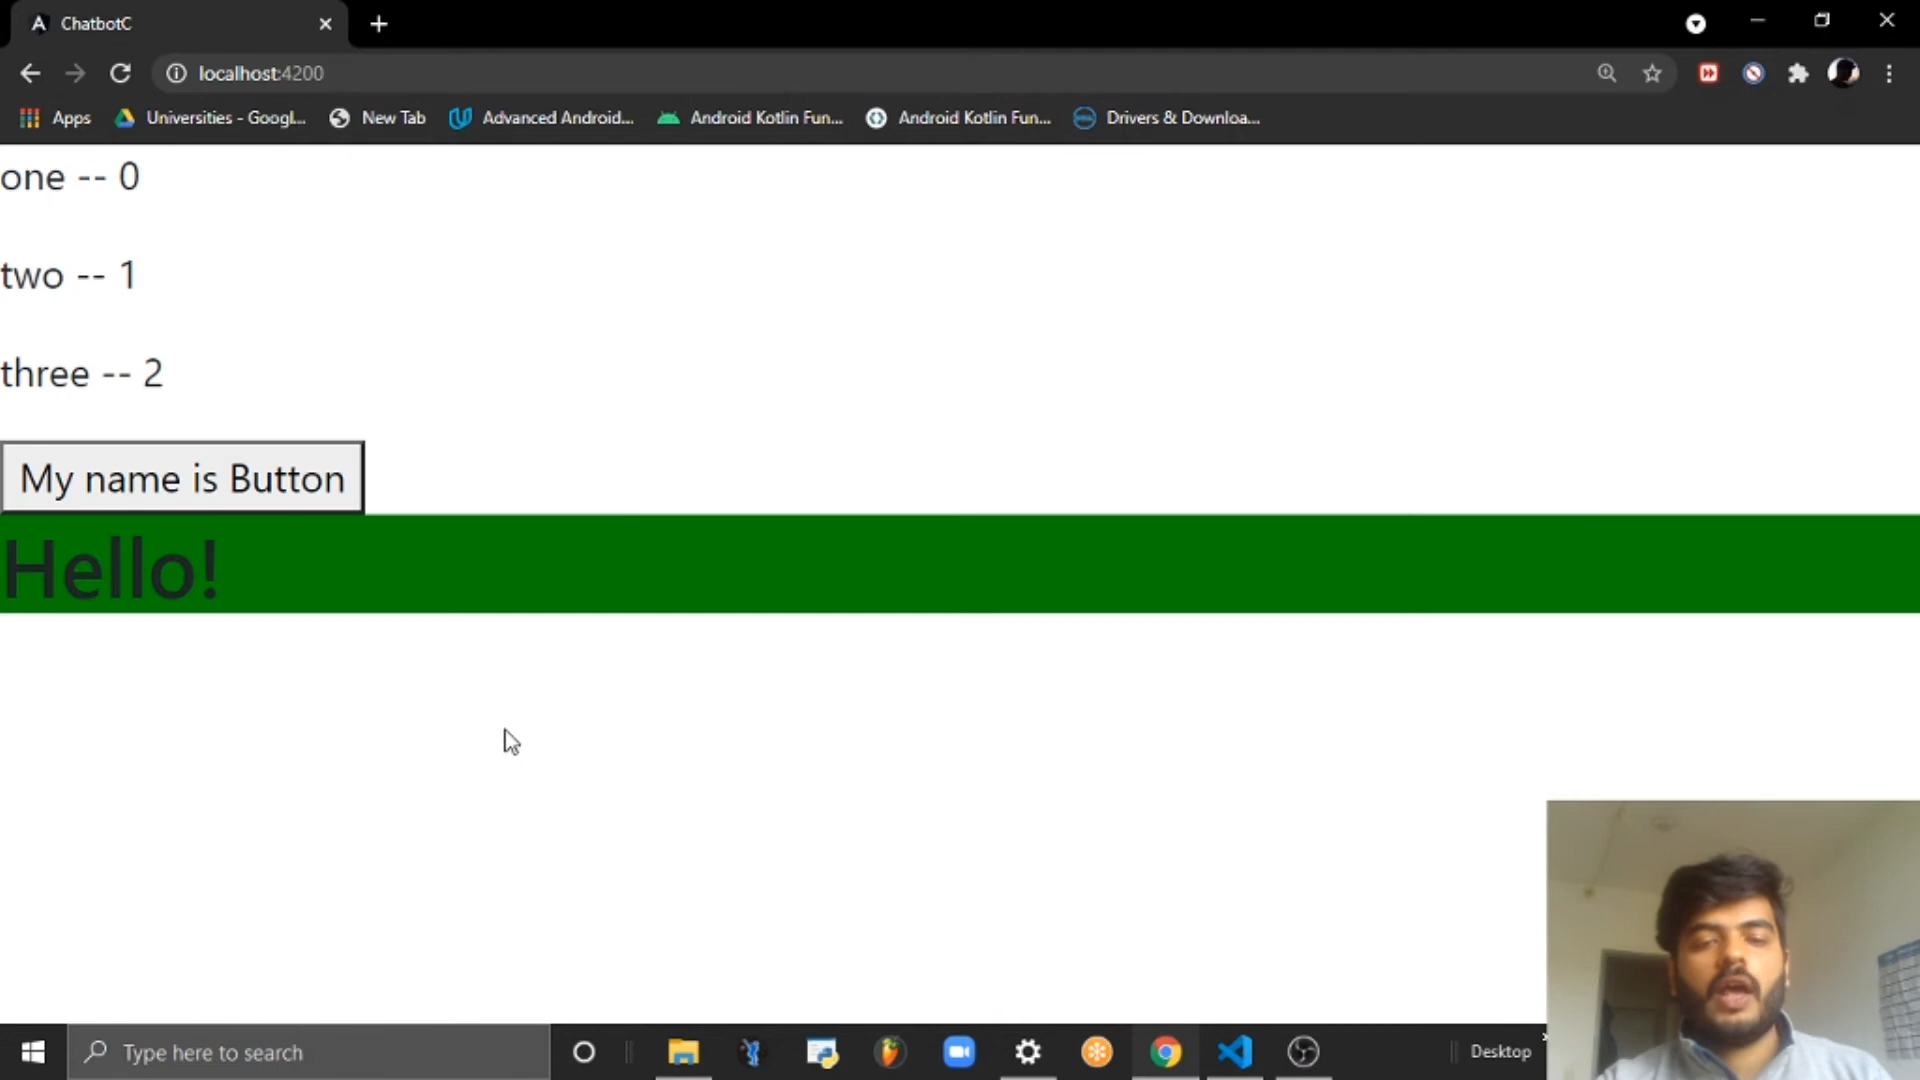 ChatbotC
localhost:4200
Apps
Universities - Googl...
New Tab
Advanced Android...
Android Kotlin Fun...
Android Kotlin Fun...
Drivers & Downloa...
one -- 0
two -- 1
three -- 2
My name is Button
Hello!
Type here to search
Desktop